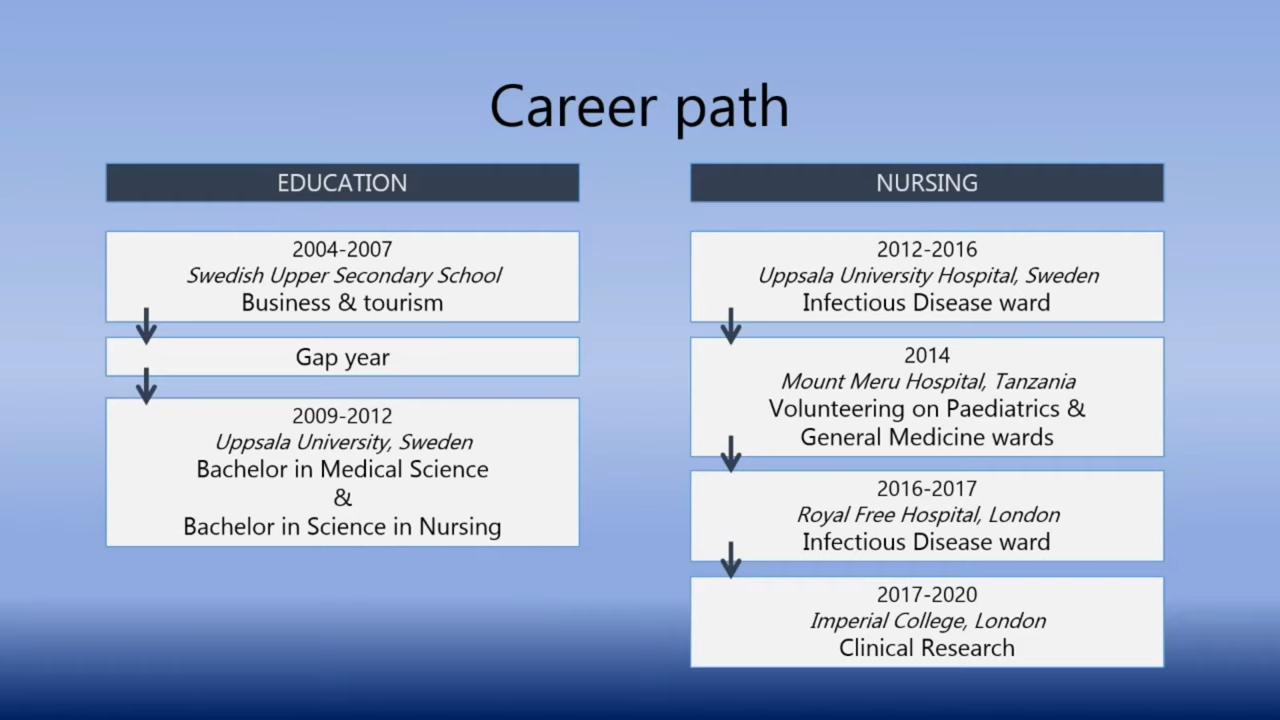 Career path
EDUCATION
2004-2007
Swedish Upper Secondary School
Business & tourism
Gap year
2009-2012
Uppsala University, Sweden
Bachelor in Medical Science
&
Bachelor in Science in Nursing
NURSING
2012-2016
Uppsala University Hospital, Sweden
Infectious Disease ward
2014
Mount Meru Hospital, Tanzania
Volunteering on Paediatrics &
General Medicine wards
2016-2017
Royal Free Hospital, London
Infectious Disease ward
2017-2020
Imperial College, London
Clinical Research